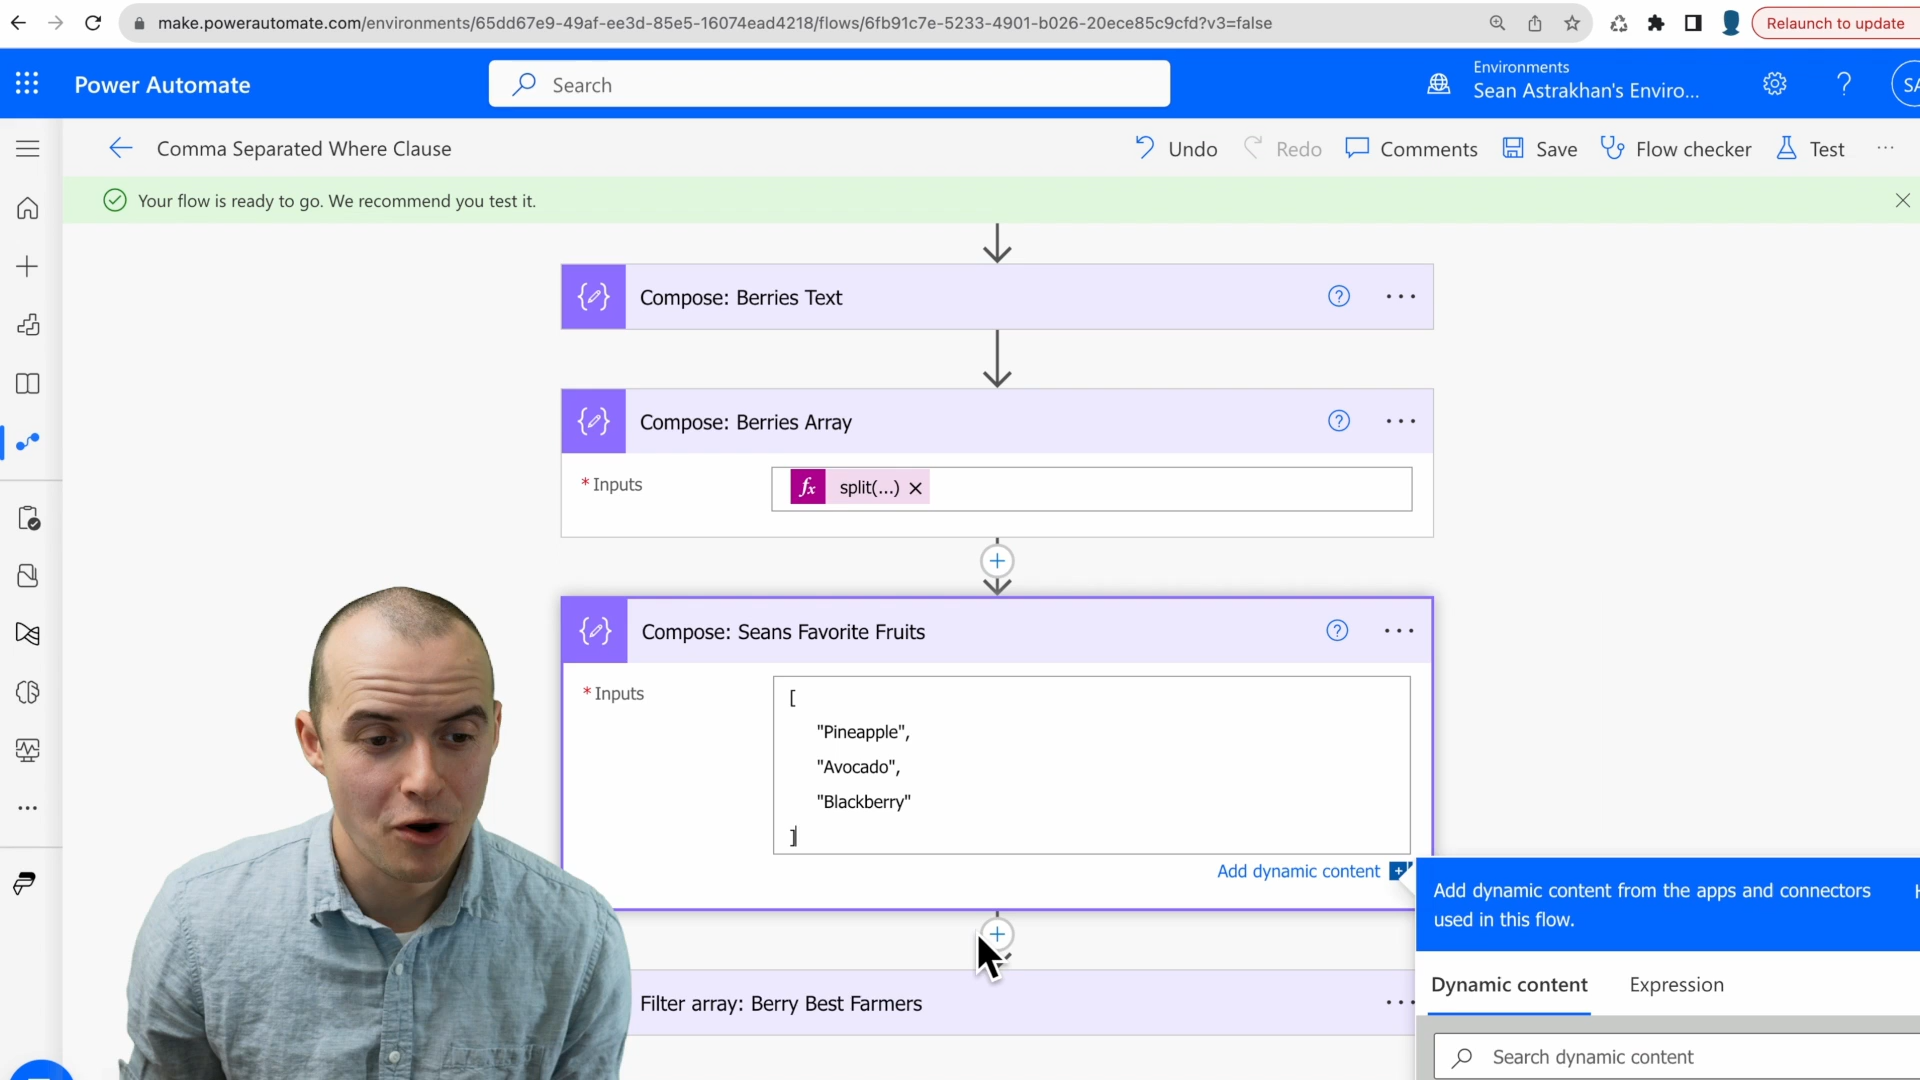 make.powerautomate.com/environments/65dd67e9-49af-ee3d-85e5-16074ead4218/flows/6fb91c7e-5233-4901-b026-20ece85c9cfd?v3=false
Relaunch to update
Power Automate
Search
Environments
Sean Astrakhan's Enviro...
?
SA
Comma Separated Where Clause
Undo
Redo
Comments
Save
Flow checker
Test
Your flow is ready to go. We recommend you test it.
Compose: Berries Text
Compose: Berries Array
* Inputs
fx split(...)
Compose: Seans Favorite Fruits
* Inputs
[
"Pineapple",
"Avocado",
"Blackberry"
]
Add dynamic content
Add dynamic content from the apps and connectors
used in this flow.
Dynamic content
Expression
Filter array: Berry Best Farmers
Search dynamic content